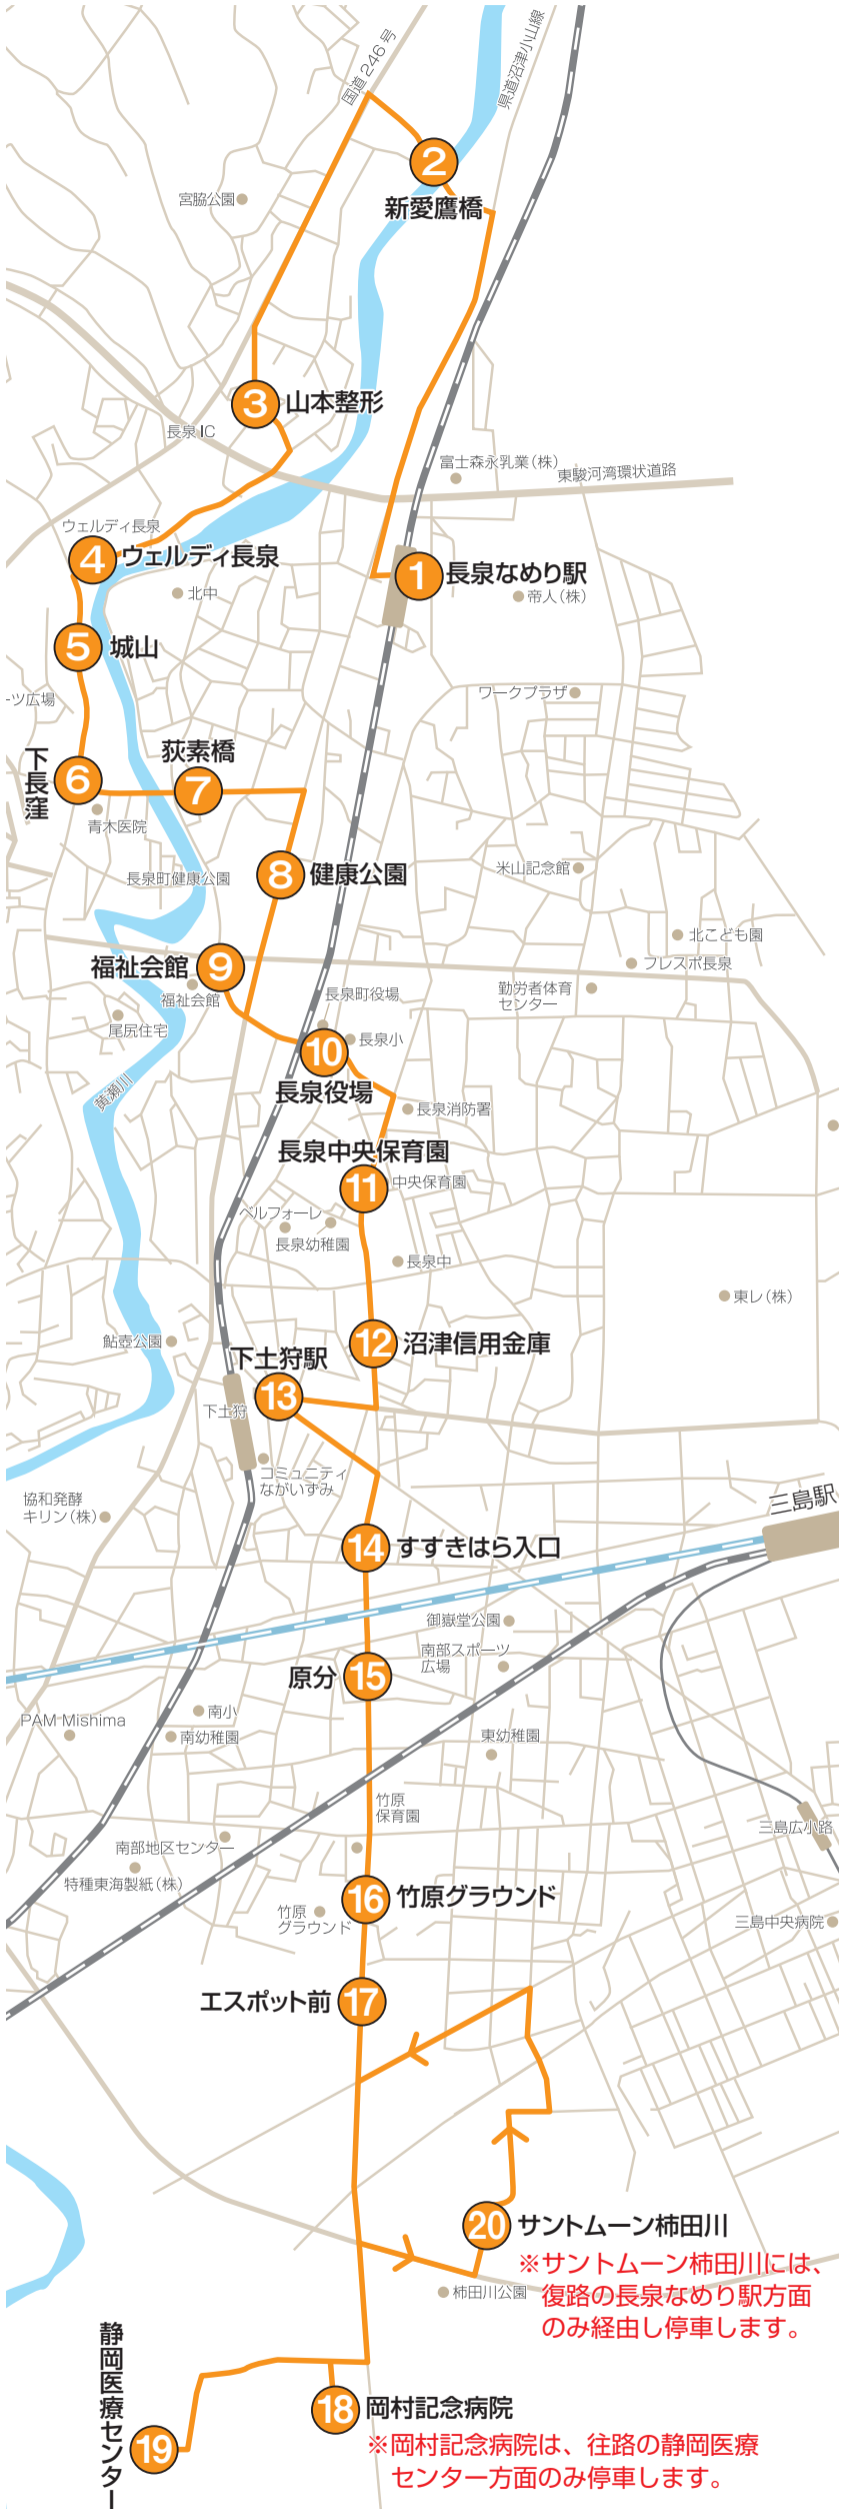 国道246号
県道沼津小山線
2
新愛鷹橋
宮脇公園
3
山本整形
長泉IC
富士森永乳業（株）
東駿河湾環状道路
ウェルディ長泉
4
ウェルディ長泉
1
長泉なめり駅
北中
帝人（株）
5
城山
ーツ広場
ワークプラザ
下長窪
6
荻素橋
7
青木医院
8
健康公園
長泉町健康公園
米山記念館
北こども園
フレスポ長泉
福祉会館
9
福祉会館
勤労者体育
センター
長泉町役場
尾尻住宅
長泉小
10
長泉役場
黄瀬川
長泉消防署
長泉中央保育園
11
中央保育園
ベルフォーレ
長泉幼稚園
長泉中
東レ（株）
鮎壺公園
12
沼津信用金庫
下土狩駅
13
下土狩
コミュニティ
ながいずみ
協和発酵
キリン（株）
三島駅
14
すすきはら入口
御嶽堂公園
南部スポーツ
広場
原分
15
南小
PAM Mishima
南幼稚園
東幼稚園
竹原
保育園
三島広小路
南部地区センター
特種東海製紙（株）
16
竹原グラウンド
竹原
グラウンド
三島中央病院
エスポット前
17
20
サントムーン柿田川
※サントムーン柿田川には、
復路の長泉なめり駅方面
のみ経由し停車します。
柿田川公園
静岡医療センター
19
18
岡村記念病院
※岡村記念病院は、往路の静岡医療
センター方面のみ停車します。